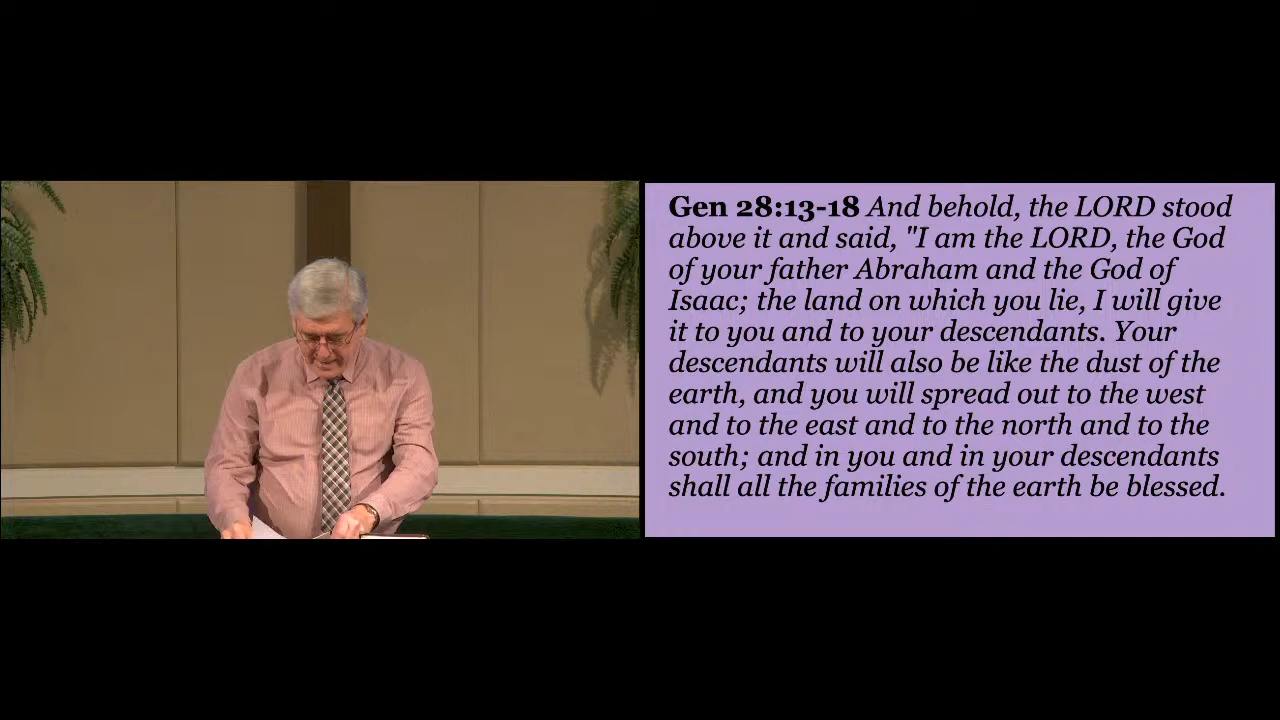 Gen 28:13-18 And behold, the LORD stood
above it and said, "I am the LORD, the God
of your father Abraham and the God of
Isaac; the land on which you lie, I will give
it to you and to your descendants. Your
descendants will also be like the dust of the
earth, and you will spread out to the west
and to the east and to the north and to the
south; and in you and in your descendants
shall all the families of the earth be blessed.